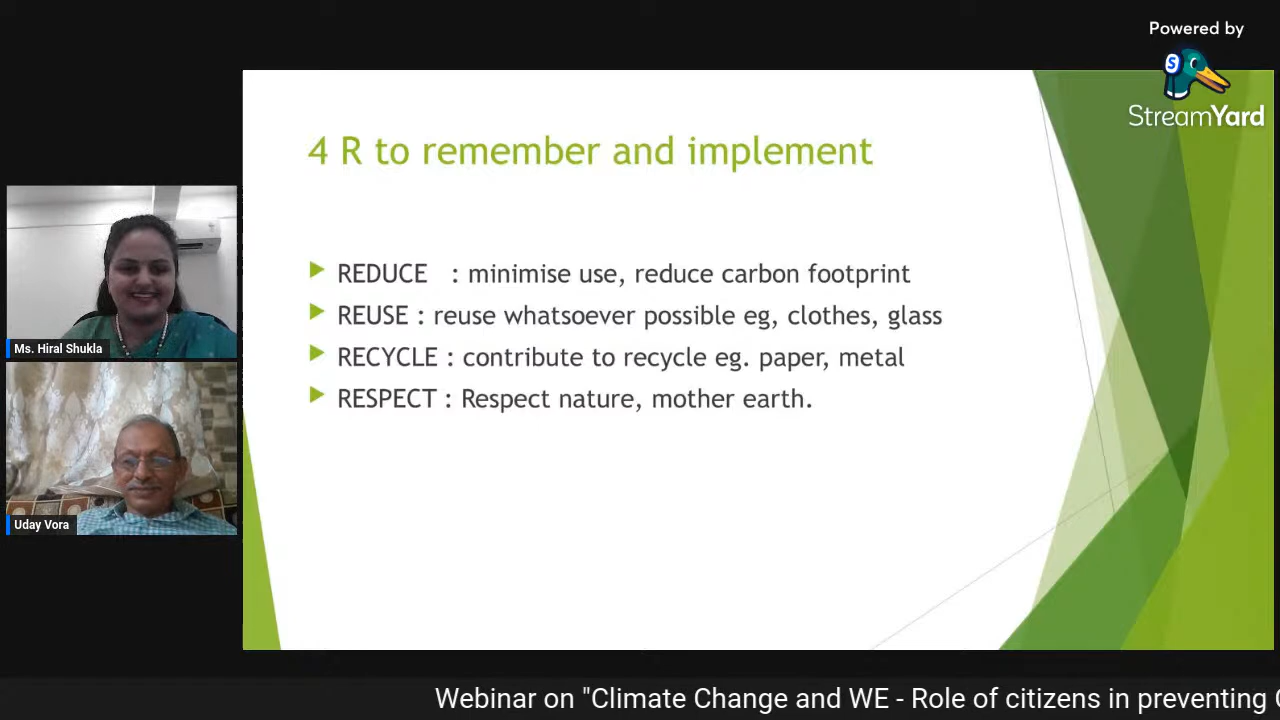 Powered by
StreamYard
4 R to remember and implement
REDUCE : minimise use, reduce carbon footprint
REUSE : reuse whatsoever possible eg, clothes, glass
RECYCLE : contribute to recycle eg. paper, metal
RESPECT : Respect nature, mother earth.
Ms. Hiral Shukla
Uday Vora
Webinar on "Climate Change and WE - Role of citizens in preventing